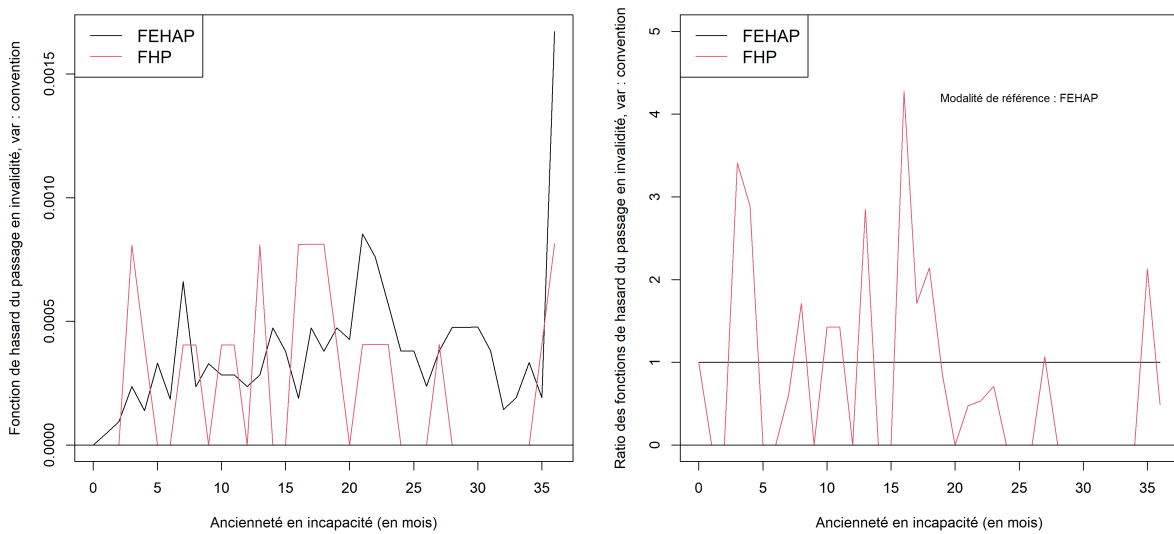 Fonction de hasard du passage en invalidité, var : convention
0.0000 0.0005 0.0010 0.0015
FEHAP
FHP
0 5 10 15 20 25 30 35
Ancienneté en incapacité (en mois)
Ratio des fonctions de hasard du passage en invalidité, var : convention
0 1 2 3 4 5
FEHAP
FHP
Modalité de référence : FEHAP
0 5 10 15 20 25 30 35
Ancienneté en incapacité (en mois)